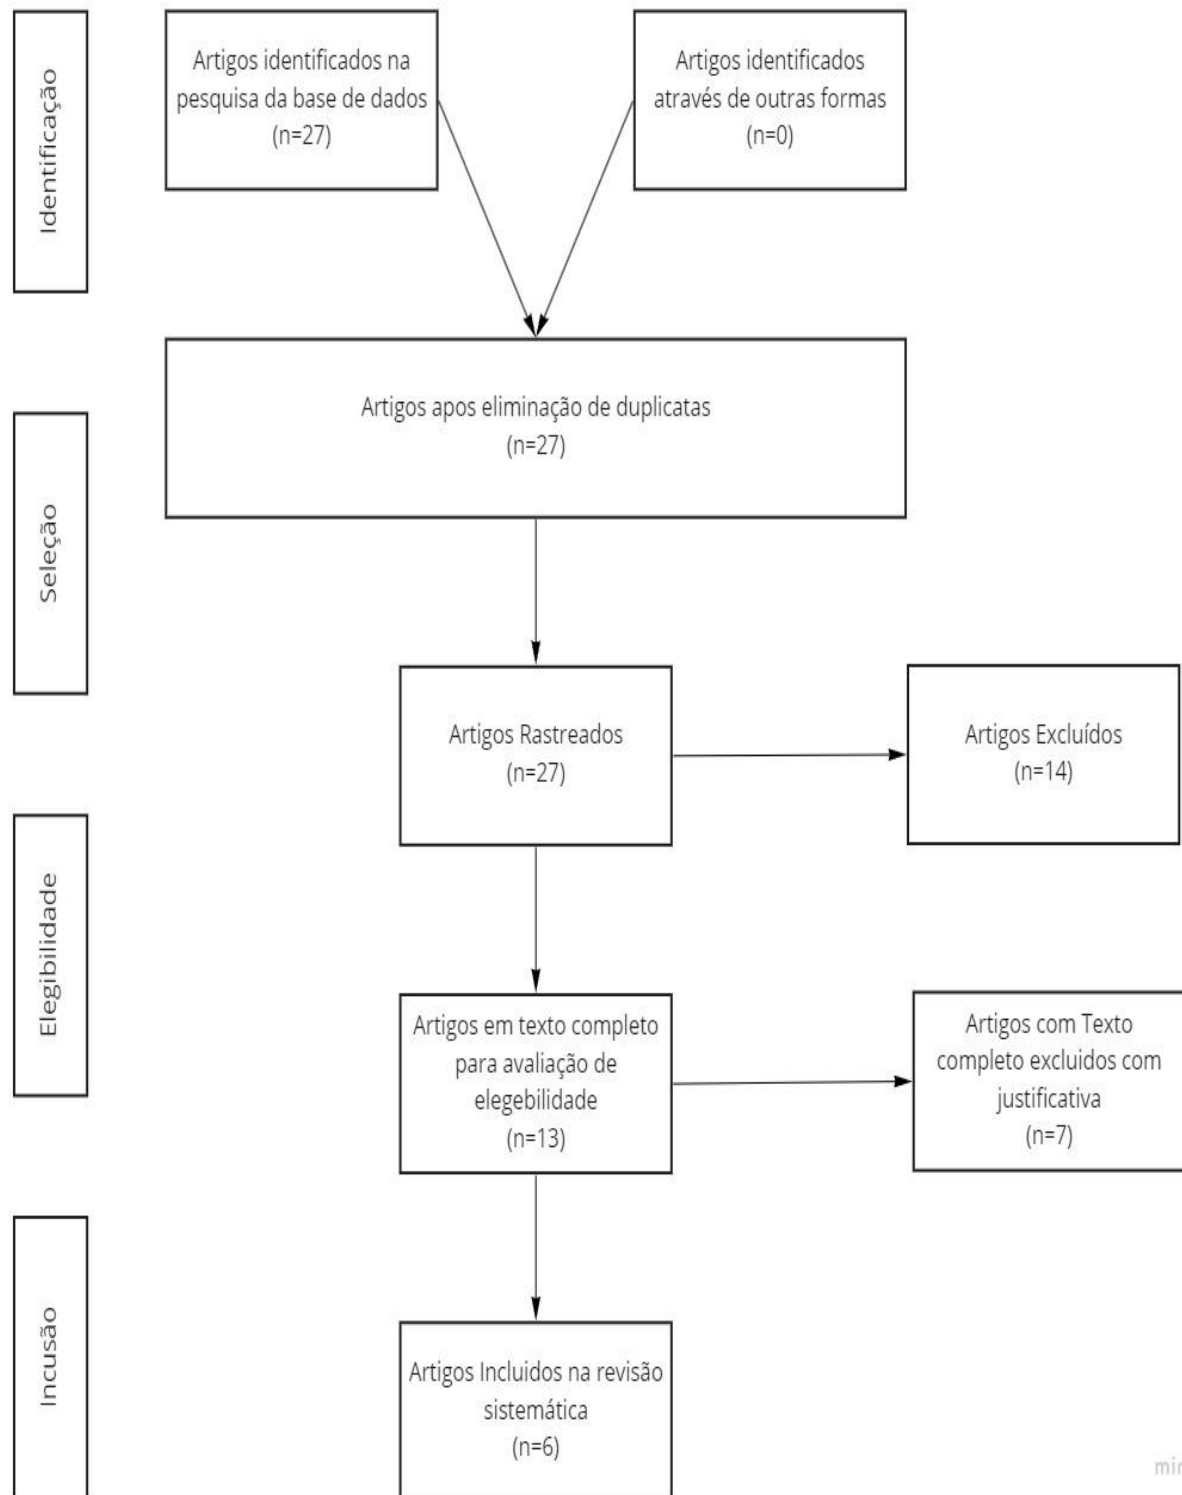 Identificação
Artigos identificados na
pesquisa da base de dados
(n=27)
Artigos identificados
através de outras formas
(n=0)
Seleção
Artigos apos eliminação de duplicatas
(n=27)
Artigos Rastreados
(n=27)
Artigos Excluídos
(n=14)
Elegibilidade
Artigos em texto completo
para avaliação de
elegebilidade
(n=13)
Artigos com Texto
completo excluidos com
justificativa
(n=7)
Incusão
Artigos Incluidos na revisão
sistemática
(n=6)